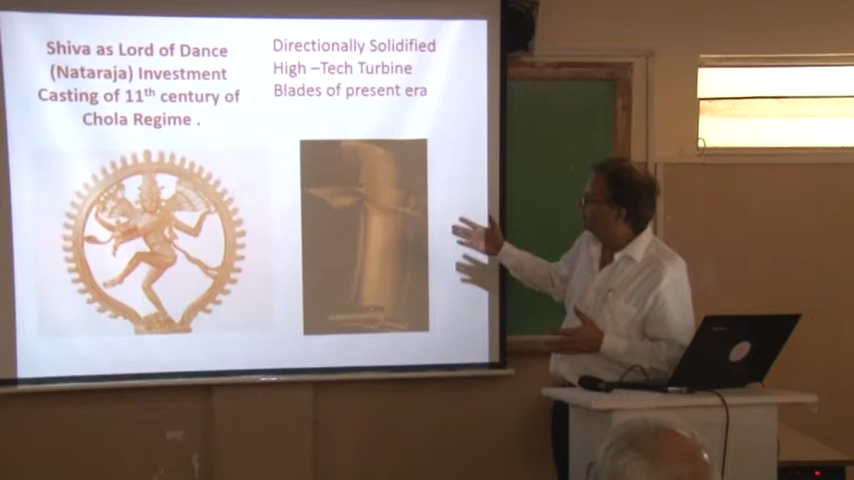 Shiva as Lord of Dance
(Nataraja) Investment
Casting of 11th century of
Chola Regime .
Directionally Solidified
High –Tech Turbine
Blades of present era